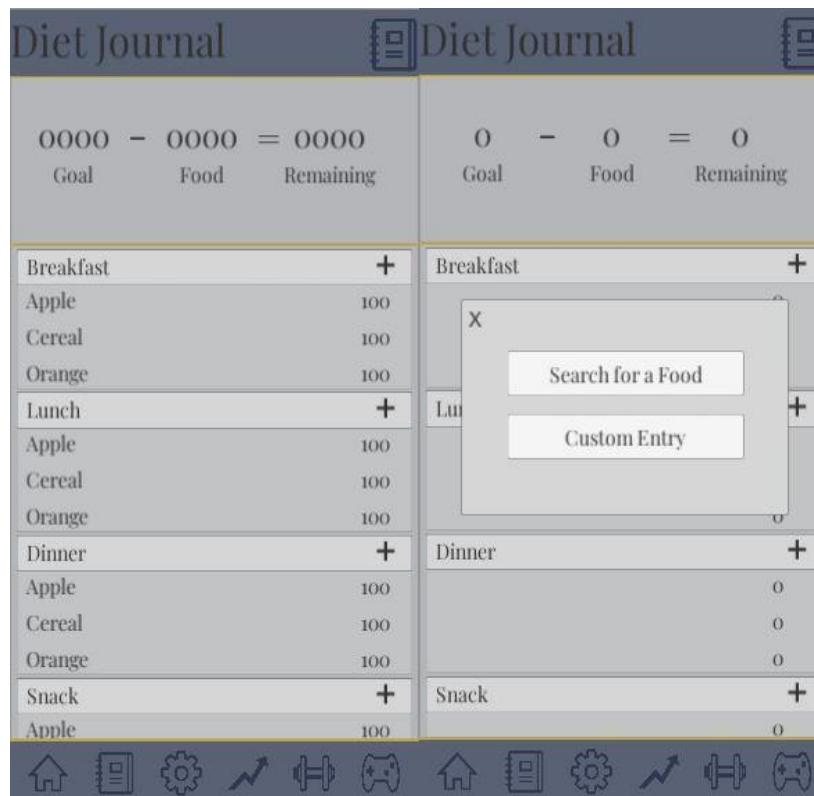 Diet Journal
0000 - 0000 = 0000
Goal Food Remaining
Breakfast +
Apple 100
Cereal 100
Orange 100
Lunch +
Apple 100
Cereal 100
Orange 100
Dinner +
Apple 100
Cereal 100
Orange 100
Snack +
Apple 100
Diet Journal
0 - 0 = 0
Goal Food Remaining
Breakfast +
X
Search for a Food
Custom Entry
Dinner +
0
0
0
Snack +
0